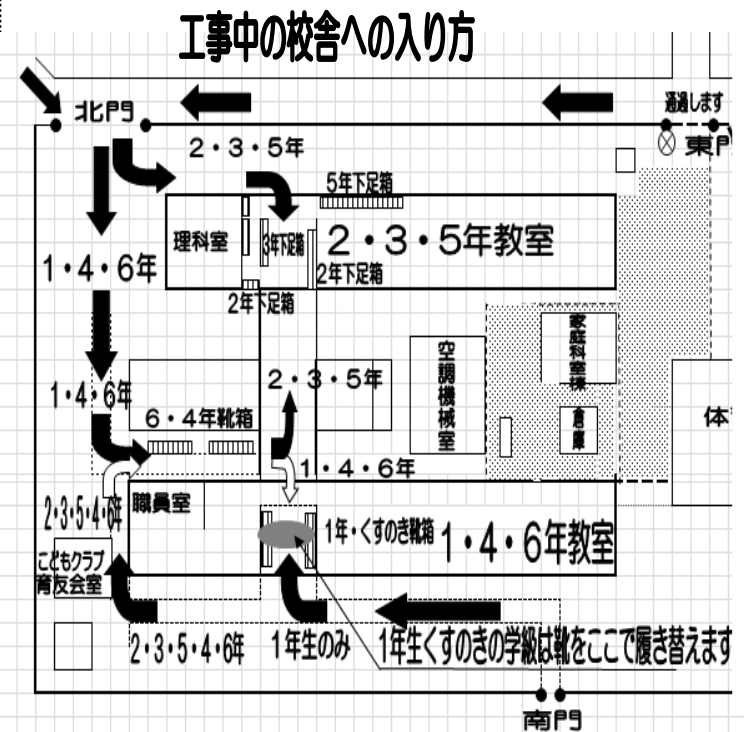 工事中の校舎への入り方
通過します
北門
東門
2・3・5年
5年下足箱
理科室
3年下足箱
2・3・5年教室
2年下足箱
1・4・6年
2年下足箱
家庭科室棟
空調機械室
2・3・5年
1・4・6年
6・4年靴箱
倉庫
体
1・4・6年
職員室
2・3・5・4・6年
1年・くすのき靴箱
1・4・6年教室
こどもクラブ
育友会室
2・3・5・4・6年
1年生のみ
1年生くすのきの学級は靴をここで履き替えます
南門